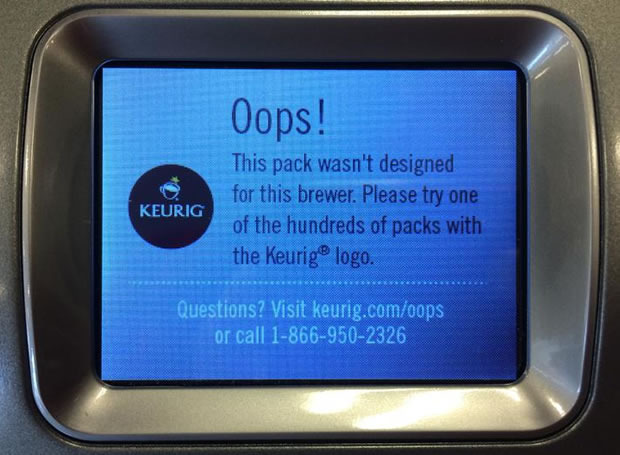 Oops!
This pack wasn't designed
for this brewer. Please try one
of the hundreds of packs with
the Keurig® logo.
KEURIG
Questions? Visit keurig.com/oops
or call 1-866-950-2326